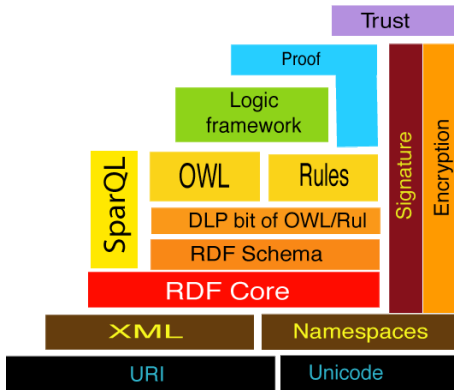 Trust
Proof
Logic
framework
Signature
Encryption
SparQL
OWL
Rules
DLP bit of OWL/Rul
RDF Schema
RDF Core
XML
Namespaces
URI
Unicode